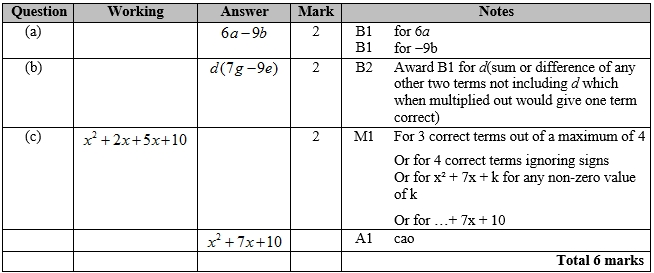 Question Working Answer Mark Notes
(a) 6a – 9b 2 B1 for 6a
B1 for –9b
(b) d(7g – 9e) 2 B2 Award B1 for d(sum or difference of any
other two terms not including d which
when multiplied out would give one term
correct)
(c) x² + 2x + 5x + 10 2 M1 For 3 correct terms out of a maximum of 4
Or for 4 correct terms ignoring signs
Or for x² + 7x + k for any non-zero value
of k
Or for …+ 7x + 10
x² + 7x + 10 A1 cao
Total 6 marks